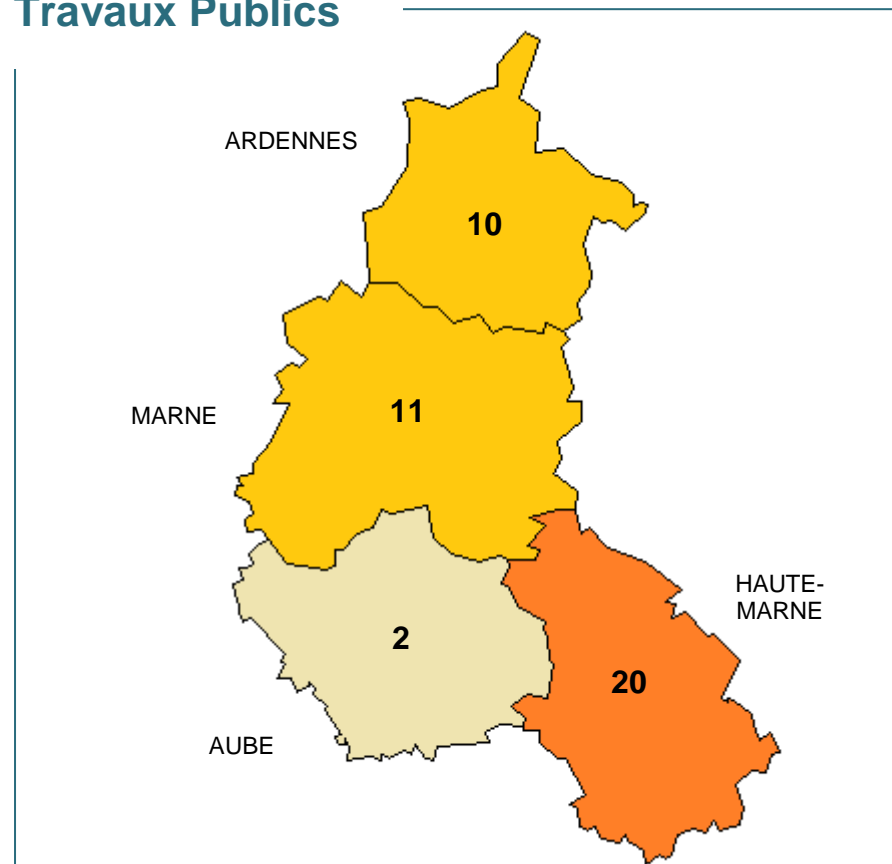 Travaux Publics
ARDENNES
10
MARNE
11
HAUTE-
MARNE
2
20
AUBE